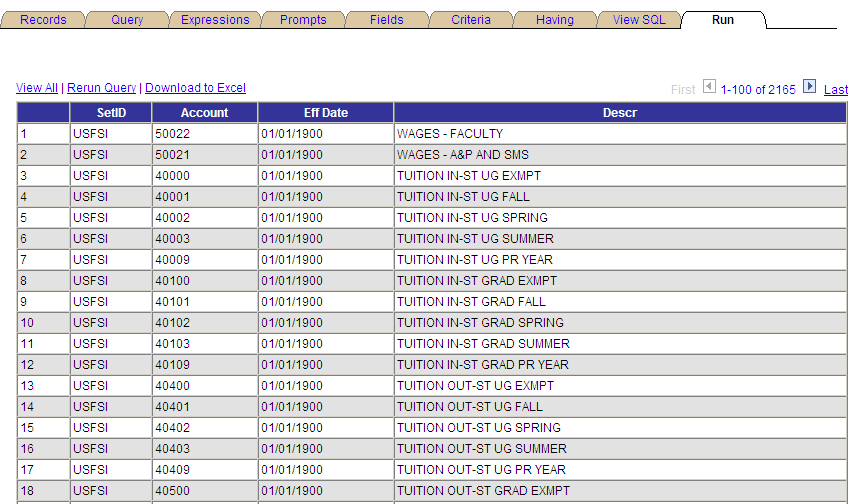 Records Query Expressions Prompts Fields Criteria Having View SQL Run
View All | Rerun Query | Download to Excel First 1-100 of 2165 Last
SetID Account Eff Date Descr
1 USFSI 50022 01/01/1900 WAGES - FACULTY
2 USFSI 50021 01/01/1900 WAGES - A&P AND SMS
3 USFSI 40000 01/01/1900 TUITION IN-ST UG EXMPT
4 USFSI 40001 01/01/1900 TUITION IN-ST UG FALL
5 USFSI 40002 01/01/1900 TUITION IN-ST UG SPRING
6 USFSI 40003 01/01/1900 TUITION IN-ST UG SUMMER
7 USFSI 40009 01/01/1900 TUITION IN-ST UG PR YEAR
8 USFSI 40100 01/01/1900 TUITION IN-ST GRAD EXMPT
9 USFSI 40101 01/01/1900 TUITION IN-ST GRAD FALL
10 USFSI 40102 01/01/1900 TUITION IN-ST GRAD SPRING
11 USFSI 40103 01/01/1900 TUITION IN-ST GRAD SUMMER
12 USFSI 40109 01/01/1900 TUITION IN-ST GRAD PR YEAR
13 USFSI 40400 01/01/1900 TUITION OUT-ST UG EXMPT
14 USFSI 40401 01/01/1900 TUITION OUT-ST UG FALL
15 USFSI 40402 01/01/1900 TUITION OUT-ST UG SPRING
16 USFSI 40403 01/01/1900 TUITION OUT-ST UG SUMMER
17 USFSI 40409 01/01/1900 TUITION OUT-ST UG PR YEAR
18 USFSI 40500 01/01/1900 TUITION OUT-ST GRAD EXMPT